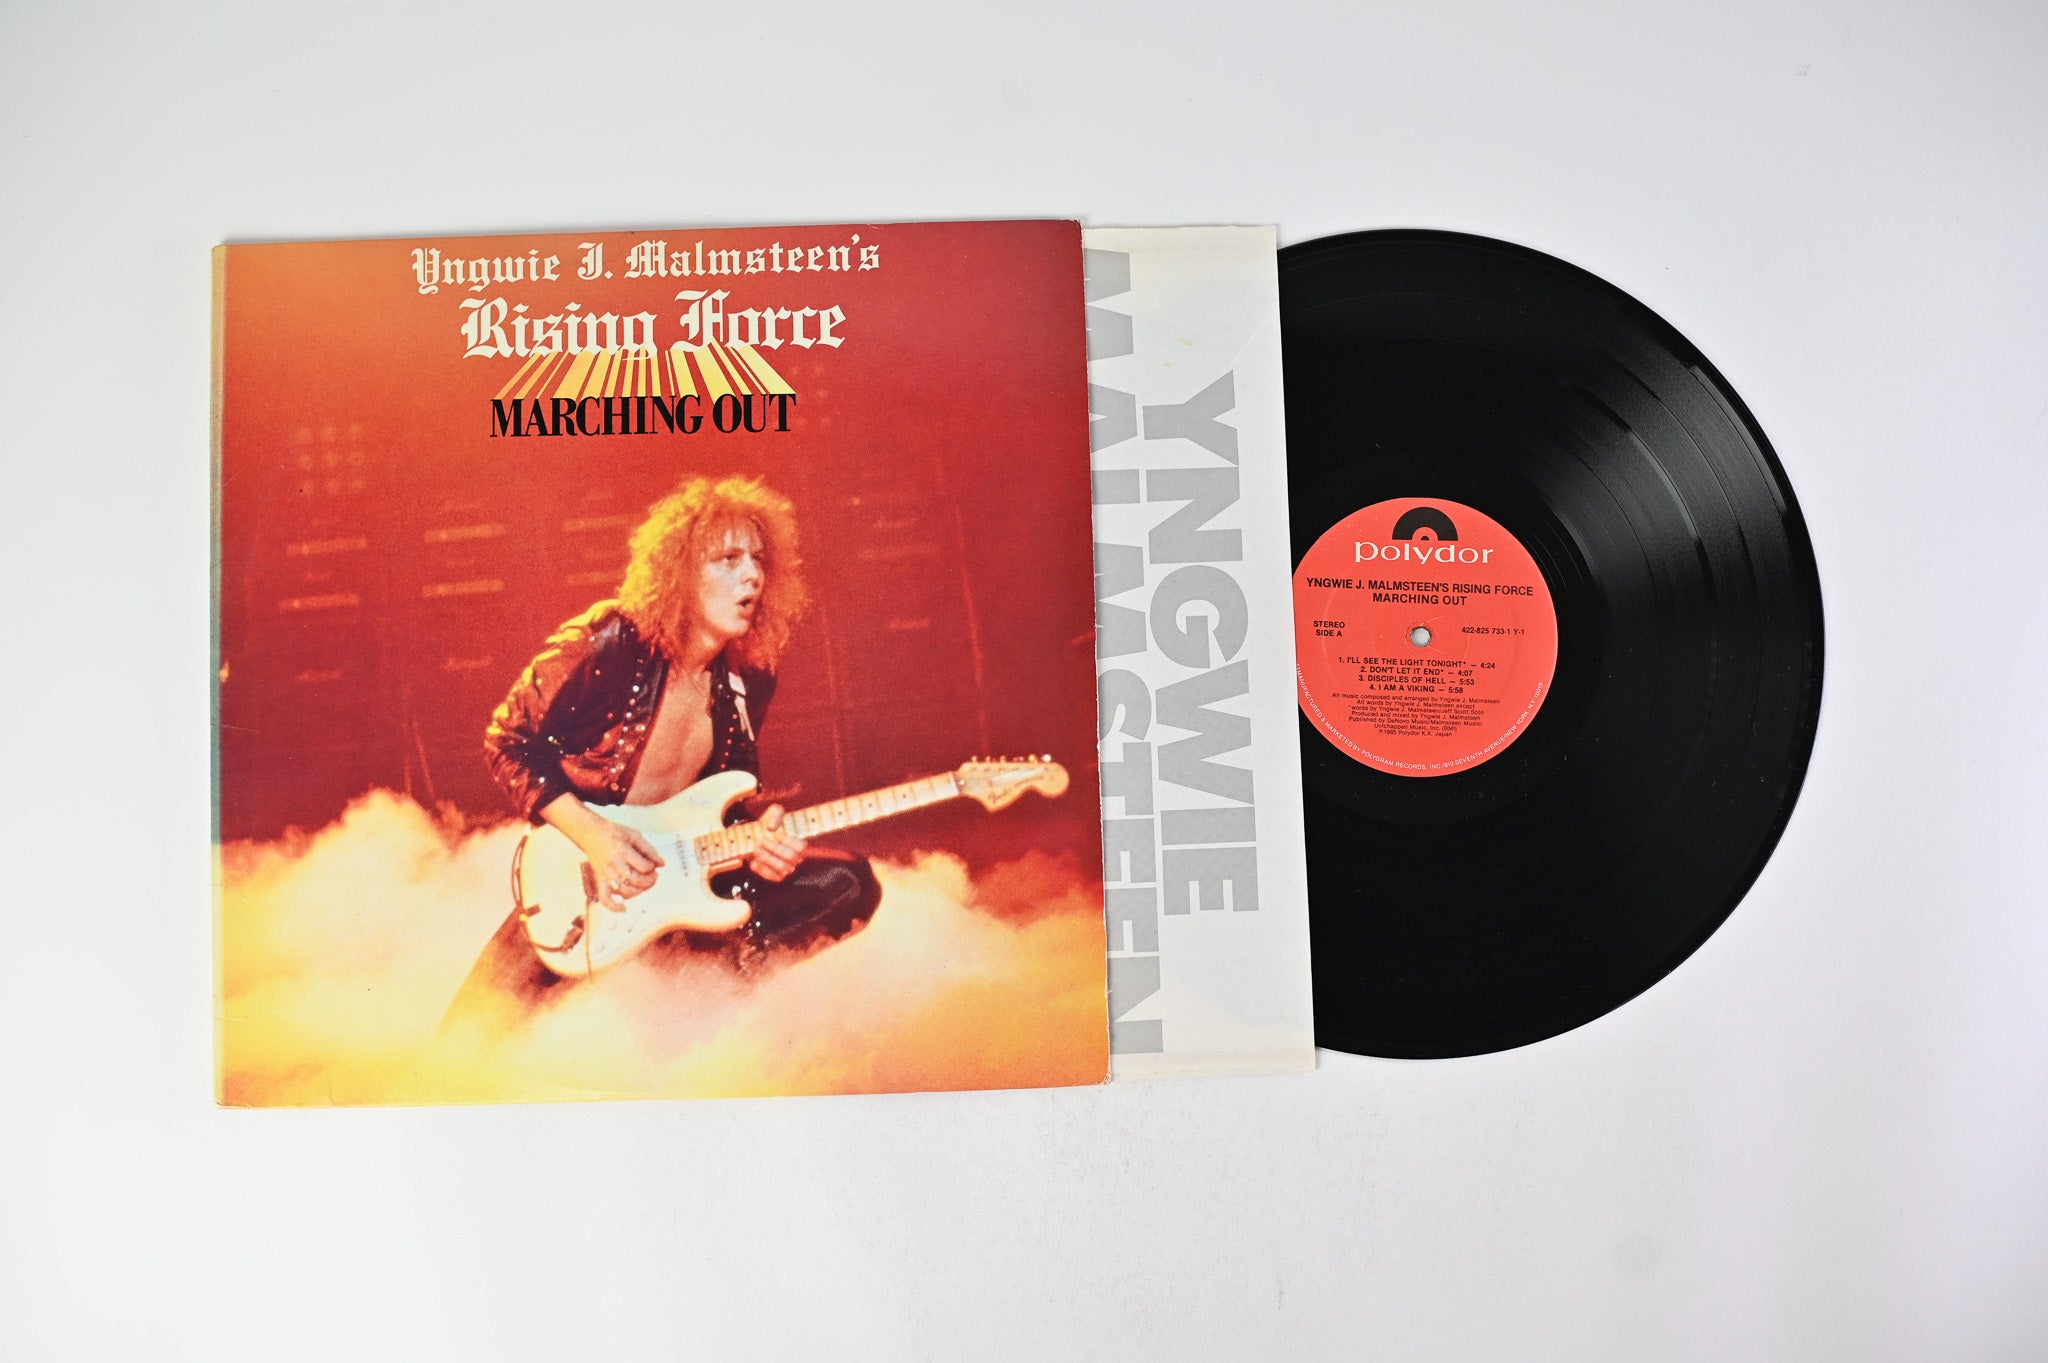 Yngwie J. Malmsteen's
Rising Force
MARCHING OUT
YNGWIE
MALMSTEEN
polydor
YNGWIE J. MALMSTEEN'S RISING FORCE
MARCHING OUT
STEREO
SIDE A
422-825 733-1 Y-1
1. I'LL SEE THE LIGHT TONIGHT* — 4:24
2. DON'T LET IT END* — 4:07
3. DISCIPLES OF HELL — 5:53
4. I AM A VIKING — 5:58
All music composed and arranged by Yngwie J. Malmsteen
All words by Yngwie J. Malmsteen except
*words by Yngwie J. Malmsteen/Jeff Scott Soto
Produced and mixed by Yngwie J. Malmsteen
Published by DeNovo Music/Malmsteen Music/
Unichappell Music, Inc. (BMI)
℗ 1985 Polydor K.K. Japan
MANUFACTURED & MARKETED BY POLYGRAM RECORDS, INC./810 SEVENTH AVENUE/NEW YORK, N.Y. 10019